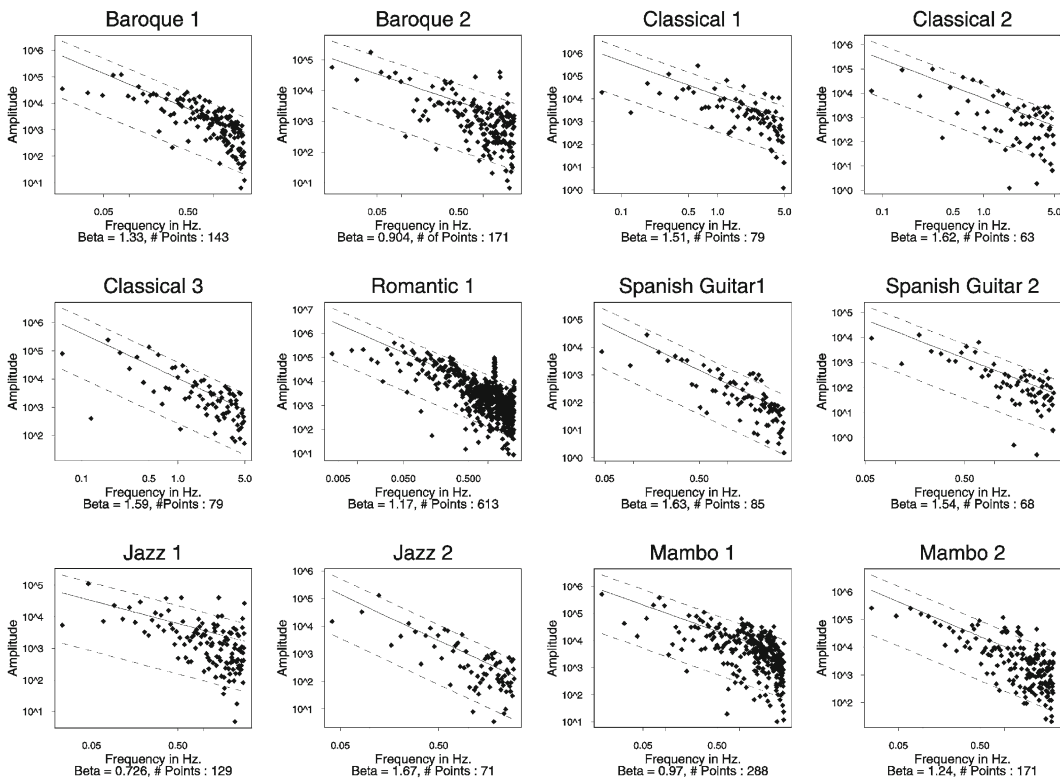 Baroque 1
Baroque 2
Classical 1
Classical 2
Amplitude
10^6
10^5
10^4
10^3
10^2
10^1
0.05
0.50
Frequency in Hz.
Beta = 1.33, # Points : 143
Amplitude
10^6
10^5
10^4
10^3
10^2
10^1
0.05
0.50
Frequency in Hz.
Beta = 0.904, # of Points : 171
Amplitude
10^6
10^5
10^4
10^3
10^2
10^1
10^0
0.1
0.5
1.0
5.0
Frequency in Hz.
Beta = 1.51, # Points : 79
Amplitude
10^6
10^5
10^4
10^3
10^2
10^1
10^0
0.1
0.5
1.0
5.0
Frequency in Hz.
Beta = 1.62, # Points : 63
Classical 3
Romantic 1
Spanish Guitar1
Spanish Guitar 2
Amplitude
10^6
10^5
10^4
10^3
10^2
0.1
0.5
1.0
5.0
Frequency in Hz.
Beta = 1.59, #Points : 79
Amplitude
10^7
10^6
10^5
10^4
10^3
10^2
10^1
0.005
0.050
0.500
Frequency in Hz.
Beta = 1.17, # Points : 613
Amplitude
10^5
10^4
10^3
10^2
10^1
10^0
0.05
0.50
Frequency in Hz.
Beta = 1.63, # Points : 85
Amplitude
10^5
10^4
10^3
10^2
10^1
10^0
0.05
0.50
Frequency in Hz.
Beta = 1.54, # Points : 68
Jazz 1
Jazz 2
Mambo 1
Mambo 2
Amplitude
10^5
10^4
10^3
10^2
10^1
0.05
0.50
Frequency in Hz.
Beta = 0.726, # Points : 129
Amplitude
10^6
10^5
10^4
10^3
10^2
10^1
0.05
0.50
Frequency in Hz.
Beta = 1.67, # Points : 71
Amplitude
10^6
10^5
10^4
10^3
10^2
10^1
0.05
0.50
Frequency in Hz.
Beta = 0.97, # Points : 288
Amplitude
10^6
10^5
10^4
10^3
10^2
0.05
0.50
Frequency in Hz.
Beta = 1.24, # Points : 171